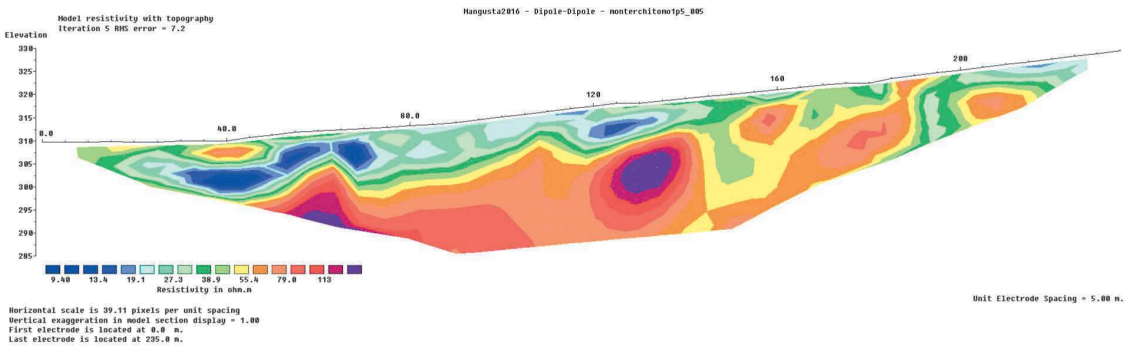 Hangusta2016 - Dipole-Dipole - monterchitomo1p5_005
Model resistivity with topography
Iteration 5 RMS error = 7.2
Elevation
330
325
320
315
310
305
300
295
290
285
0.0
40.0
80.0
120
160
200
9.40 13.4 19.1 27.3 38.9 55.4 79.0 113
Resistivity in ohm.m
Unit Electrode Spacing = 5.00 m.
Horizontal scale is 39.11 pixels per unit spacing
Vertical exaggeration in model section display = 1.00
First electrode is located at 0.0 m.
Last electrode is located at 235.0 m.